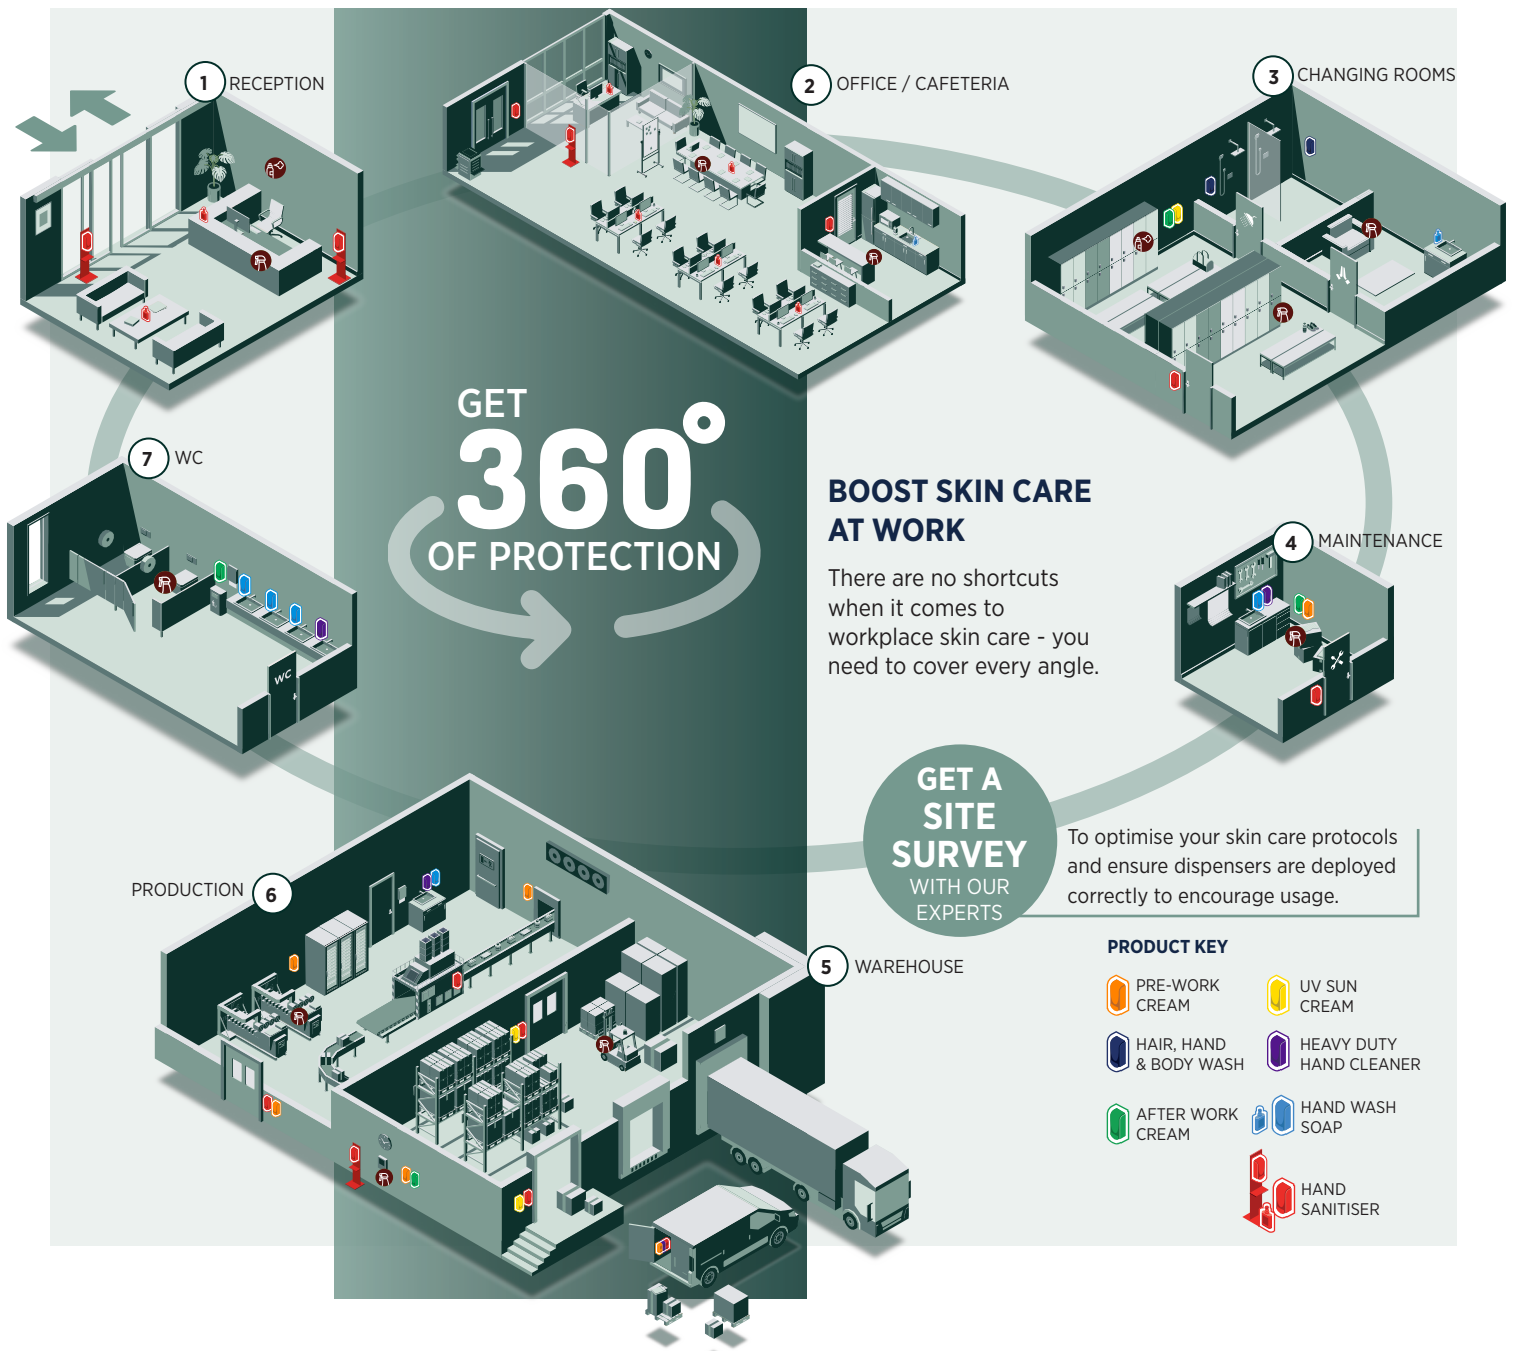 1 RECEPTION
2 OFFICE / CAFETERIA
3 CHANGING ROOMS
GET
360°
OF PROTECTION
7 WC
WC
BOOST SKIN CARE
AT WORK
There are no shortcuts
when it comes to
workplace skin care - you
need to cover every angle.
4 MAINTENANCE
GET A
SITE
SURVEY
WITH OUR
EXPERTS
To optimise your skin care protocols
and ensure dispensers are deployed
correctly to encourage usage.
PRODUCTION 6
5 WAREHOUSE
PRODUCT KEY
PRE-WORK
CREAM
UV SUN
CREAM
HAIR, HAND
& BODY WASH
HEAVY DUTY
HAND CLEANER
AFTER WORK
CREAM
HAND WASH
SOAP
HAND
SANITISER